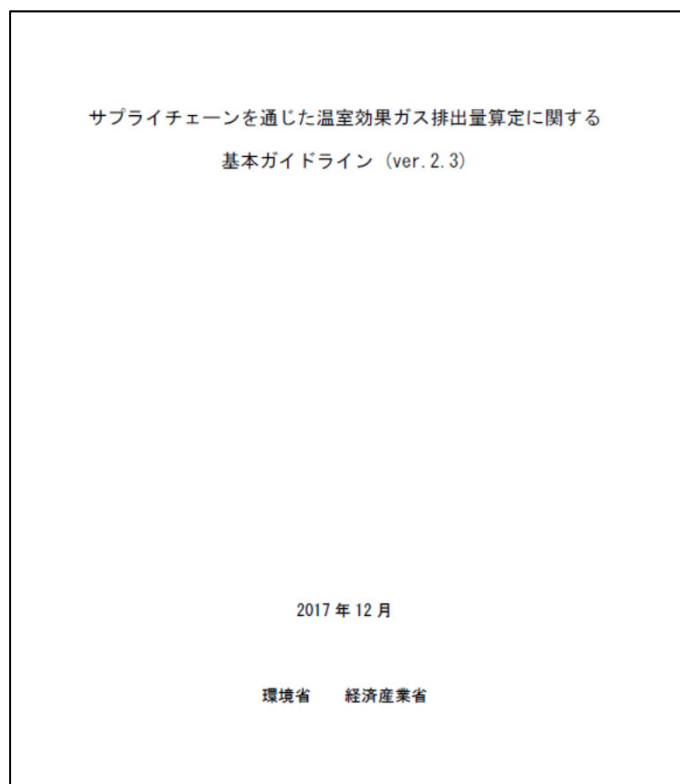 サプライチェーンを通じた温室効果ガス排出量算定に関する
基本ガイドライン (ver.2.3)
2017年12月
環境省　経済産業省